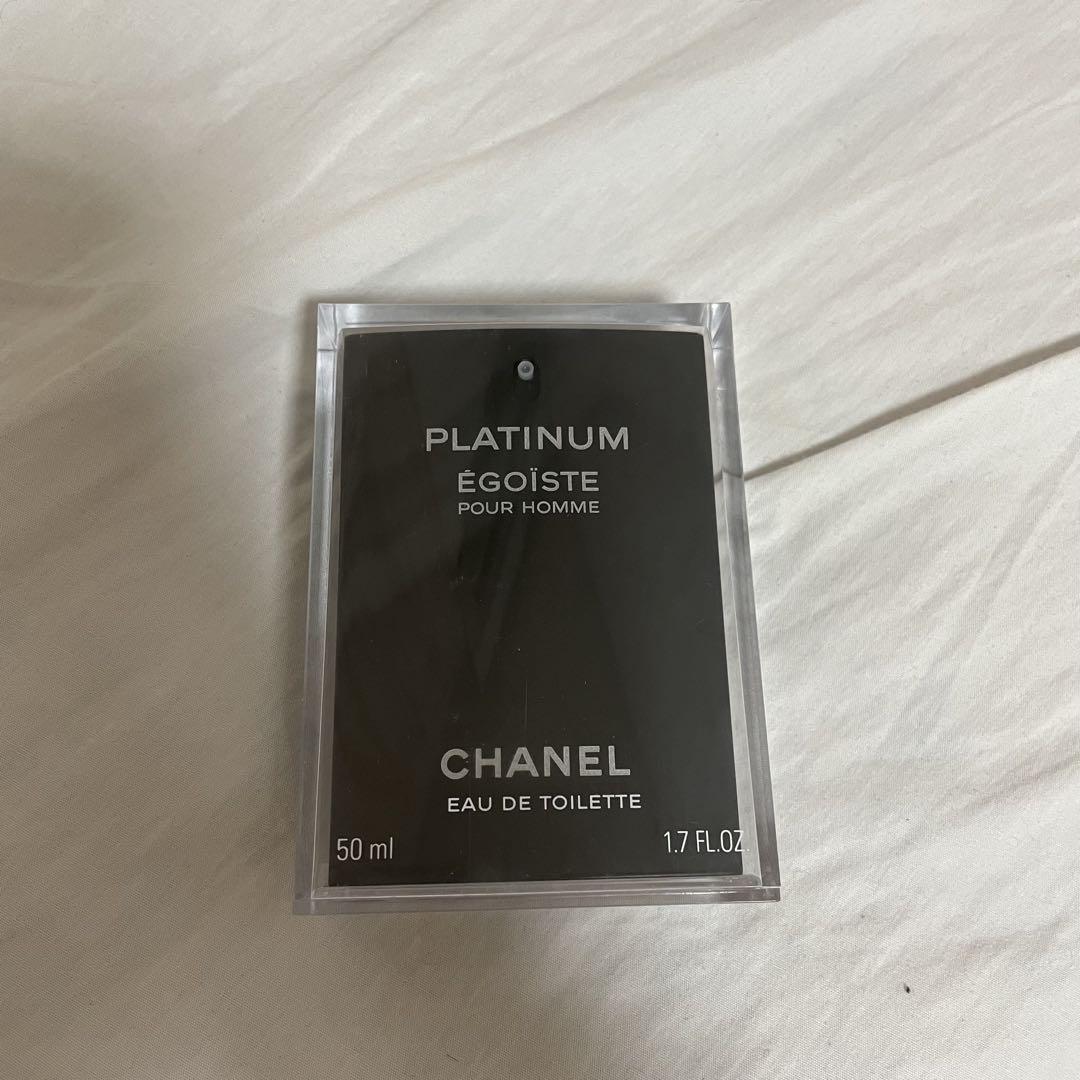 PLATINUM
ÉGOÏSTE
POUR HOMME
CHANEL
EAU DE TOILETTE
50 ml
1.7 FL.OZ.